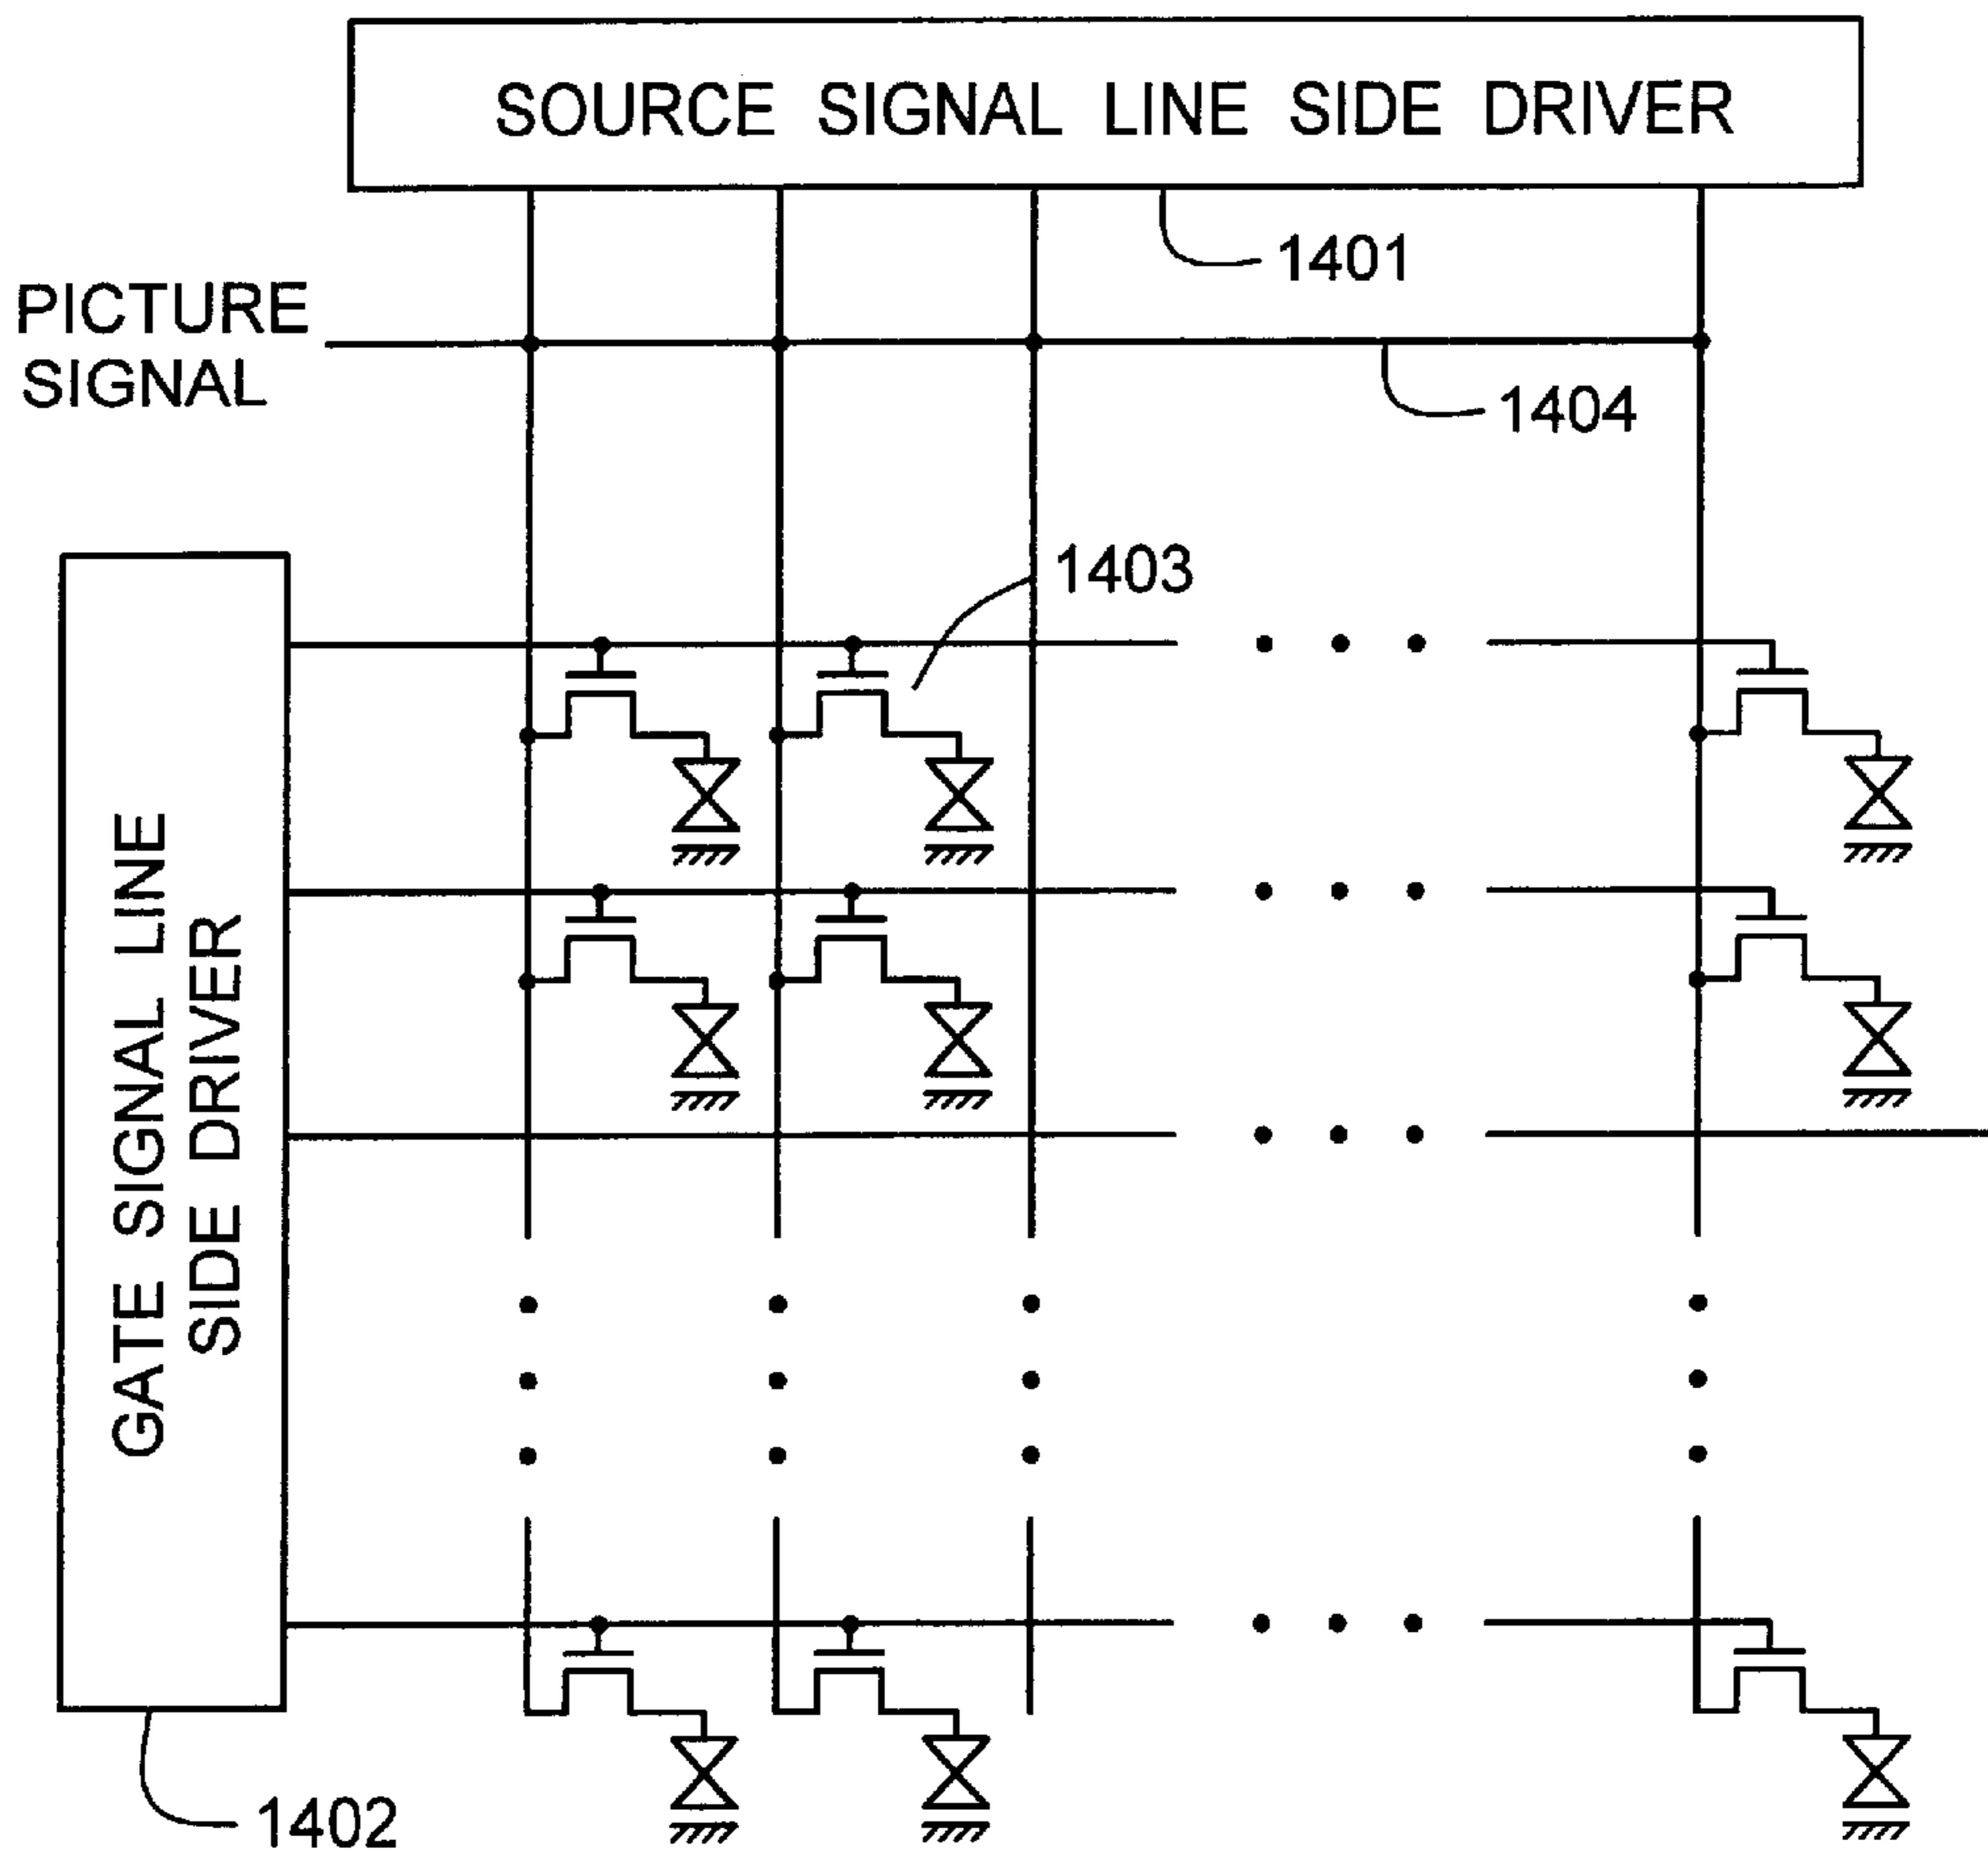 SOURCE SIGNAL LINE SIDE DRIVER
1401
PICTURE
SIGNAL
1404
1403
GATE SIGNAL LINE
SIDE DRIVER
1402